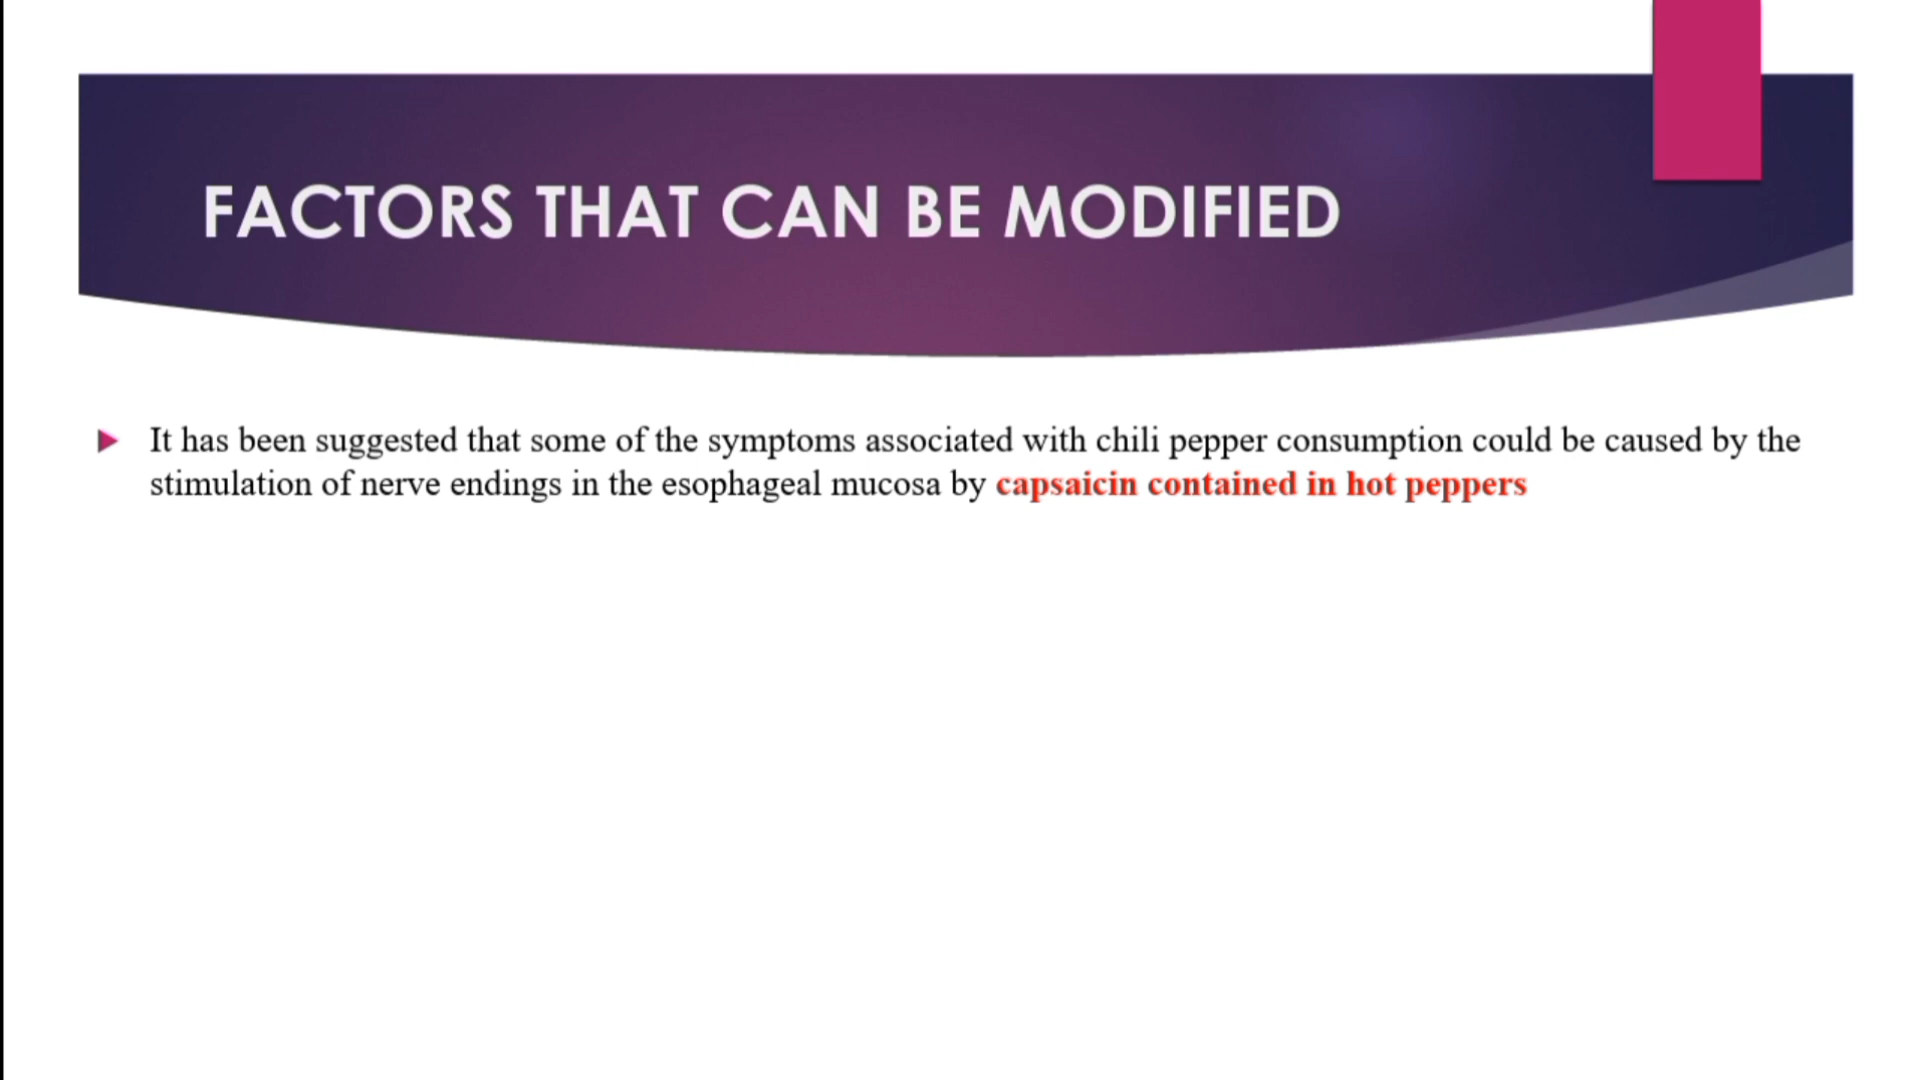 FACTORS THAT CAN BE MODIFIED
It has been suggested that some of the symptoms associated with chili pepper consumption could be caused by the
stimulation of nerve endings in the esophageal mucosa by capsaicin contained in hot peppers